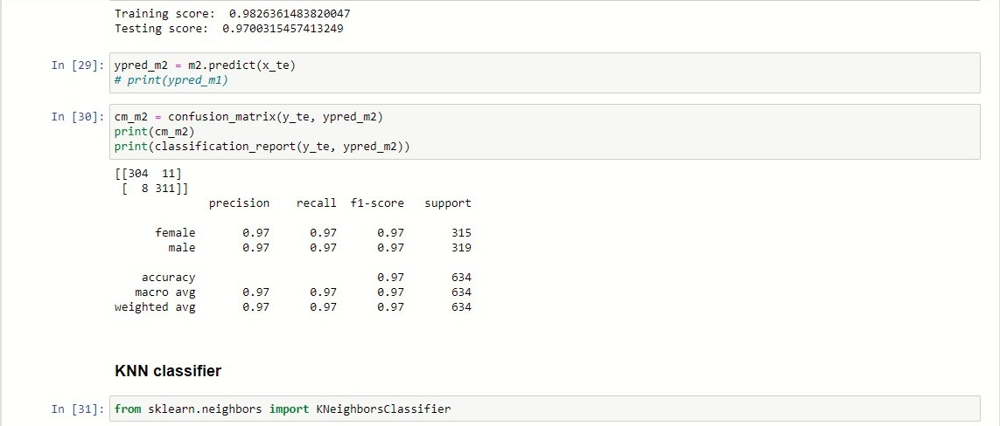 Training score:  0.9826361483820047
Testing score:  0.9700315457413249
In [29]: ypred_m2 = m2.predict(x_te)
# print(ypred_m1)
In [30]: cm_m2 = confusion_matrix(y_te, ypred_m2)
print(cm_m2)
print(classification_report(y_te, ypred_m2))
[[304  11]
 [  8 311]]
              precision    recall  f1-score   support
      female       0.97      0.97      0.97       315
        male       0.97      0.97      0.97       319
    accuracy                           0.97       634
   macro avg       0.97      0.97      0.97       634
weighted avg       0.97      0.97      0.97       634
KNN classifier
In [31]: from sklearn.neighbors import KNeighborsClassifier